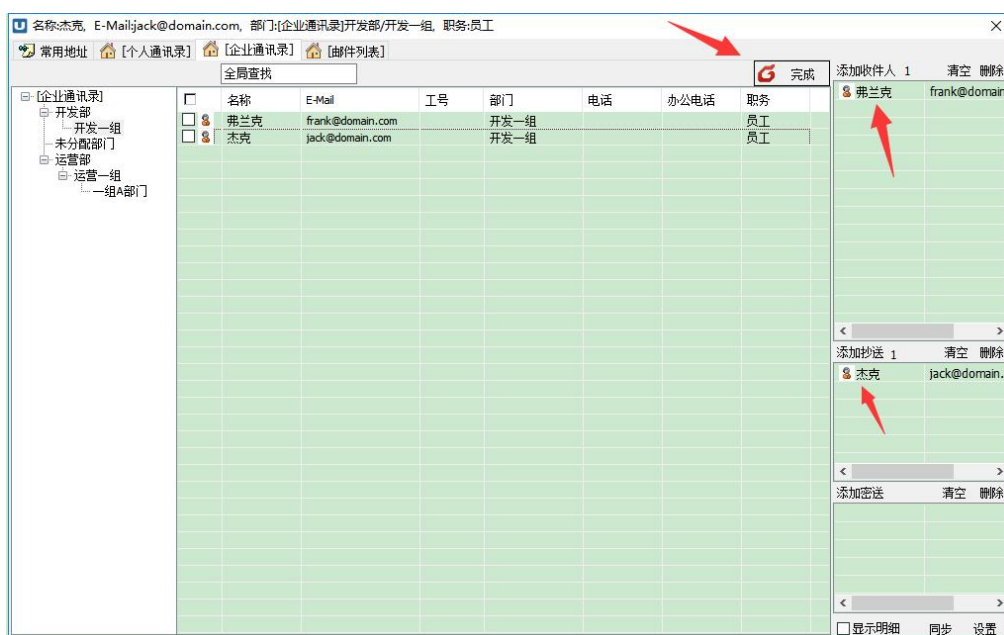 名称:杰克, E-Mail:jack@domain.com, 部门:[企业通讯录]开发部/开发一组, 职务:员工
常用地址 [个人通讯录] [企业通讯录] [邮件列表]
全局查找 完成
[企业通讯录]
开发部
开发一组
未分配部门
运营部
运营一组
一组A部门
名称 E-Mail 工号 部门 电话 办公电话 职务
弗兰克 frank@domain.com 开发一组 员工
杰克 jack@domain.com 开发一组 员工
添加收件人 1 清空 删除
弗兰克 frank@domain
添加抄送 1 清空 删除
杰克 jack@domain.
添加密送 清空 删除
显示明细 同步 设置